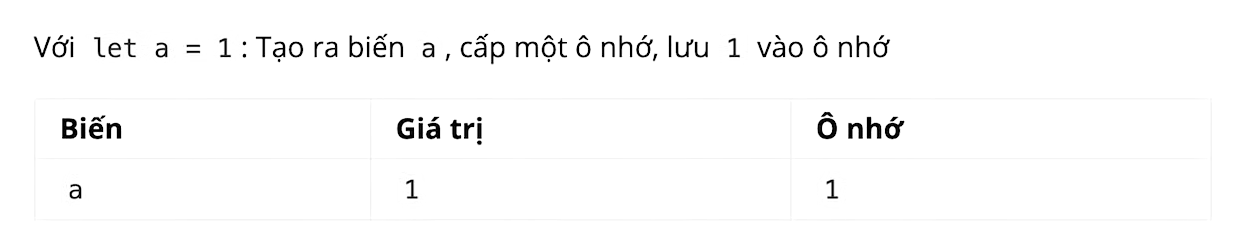 Với let a = 1 : Tạo ra biến a , cấp một ô nhớ, lưu 1 vào ô nhớ
Biến Giá trị Ô nhớ
a 1 1